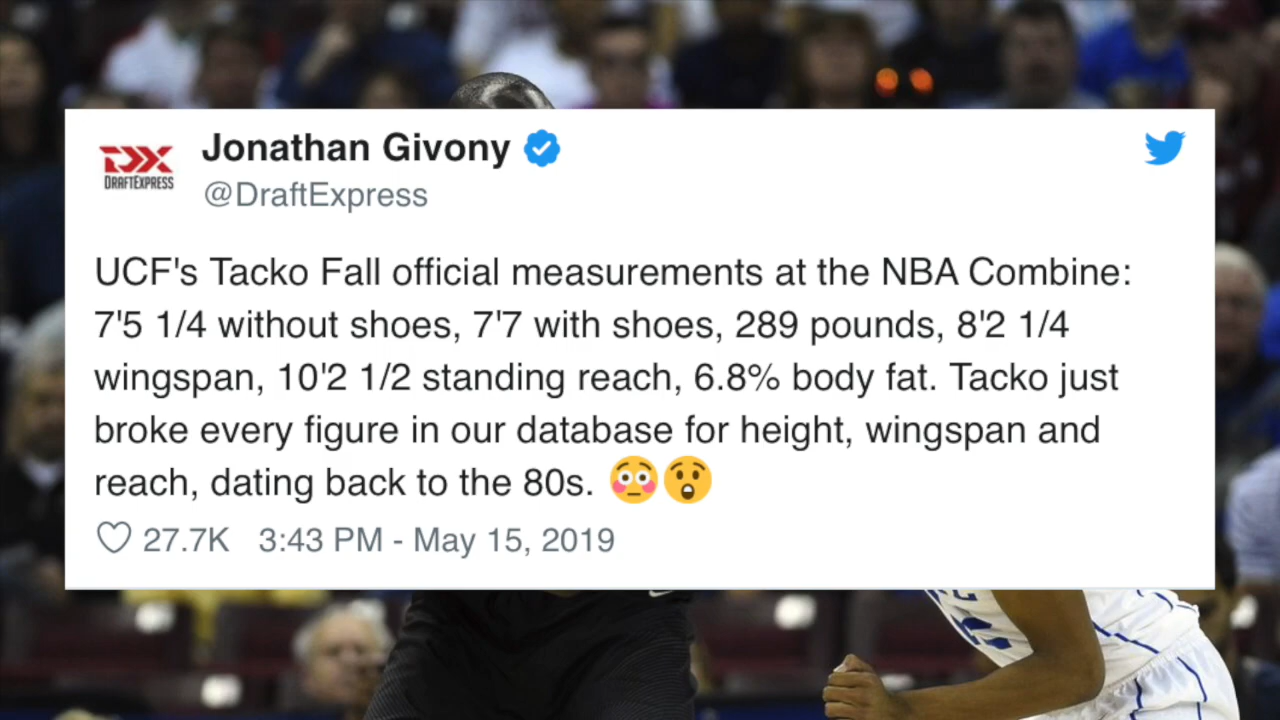 Jonathan Givony
DRAFTEXPRESS
@DraftExpress
UCF's Tacko Fall official measurements at the NBA Combine:
7'5 1/4 without shoes, 7'7 with shoes, 289 pounds, 8'2 1/4
wingspan, 10'2 1/2 standing reach, 6.8% body fat. Tacko just
broke every figure in our database for height, wingspan and
reach, dating back to the 80s. 😳😲
27.7K 3:43 PM - May 15, 2019